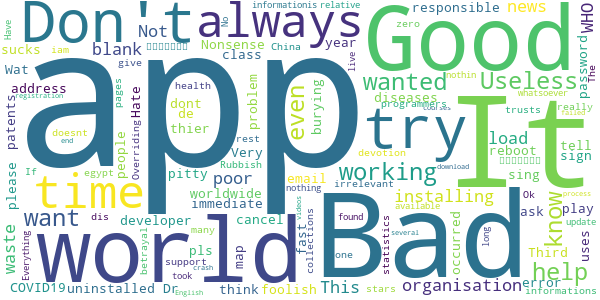 Don't always Good
app It Bad
world try time
working want wanted
Useless help know
even installing organisation
news WHO responsible
Not blank sucks
Nonsense China year
No informationis relative
Have iam zero
Wat give class
live address problem
patents dont de
thier health diseases
programmers password The
burying load nothin
whatsoever doesnt Overriding
Hate please people
pages rest trusts
really reboot tell
sign If registration
end egypt pitty
Very Rubbish poor
email devotion sing
courses failed worldwide
nothing irrelevant download
Waste immediate developer
dis cancel fast
collections videos found
available Ok ask
play process Everything
betrayal many map
pls support took
crash one statistics
occurred Third uses
update several long
error informations COVID19
uninstalled Dr English
think foolish This
stars